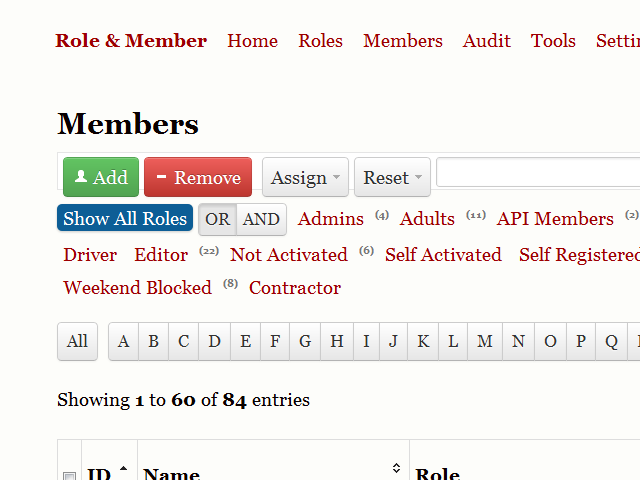 Role & Member Home Roles Members Audit Tools
Members
Add Remove Assign Reset
Show All Roles OR AND Admins (4) Adults (11) API Members (2)
Driver Editor (22) Not Activated (6) Self Activated Self Registered
Weekend Blocked (8) Contractor
All A B C D E F G H I J K L M N O P Q
Showing 1 to 60 of 84 entries
ID Name Role